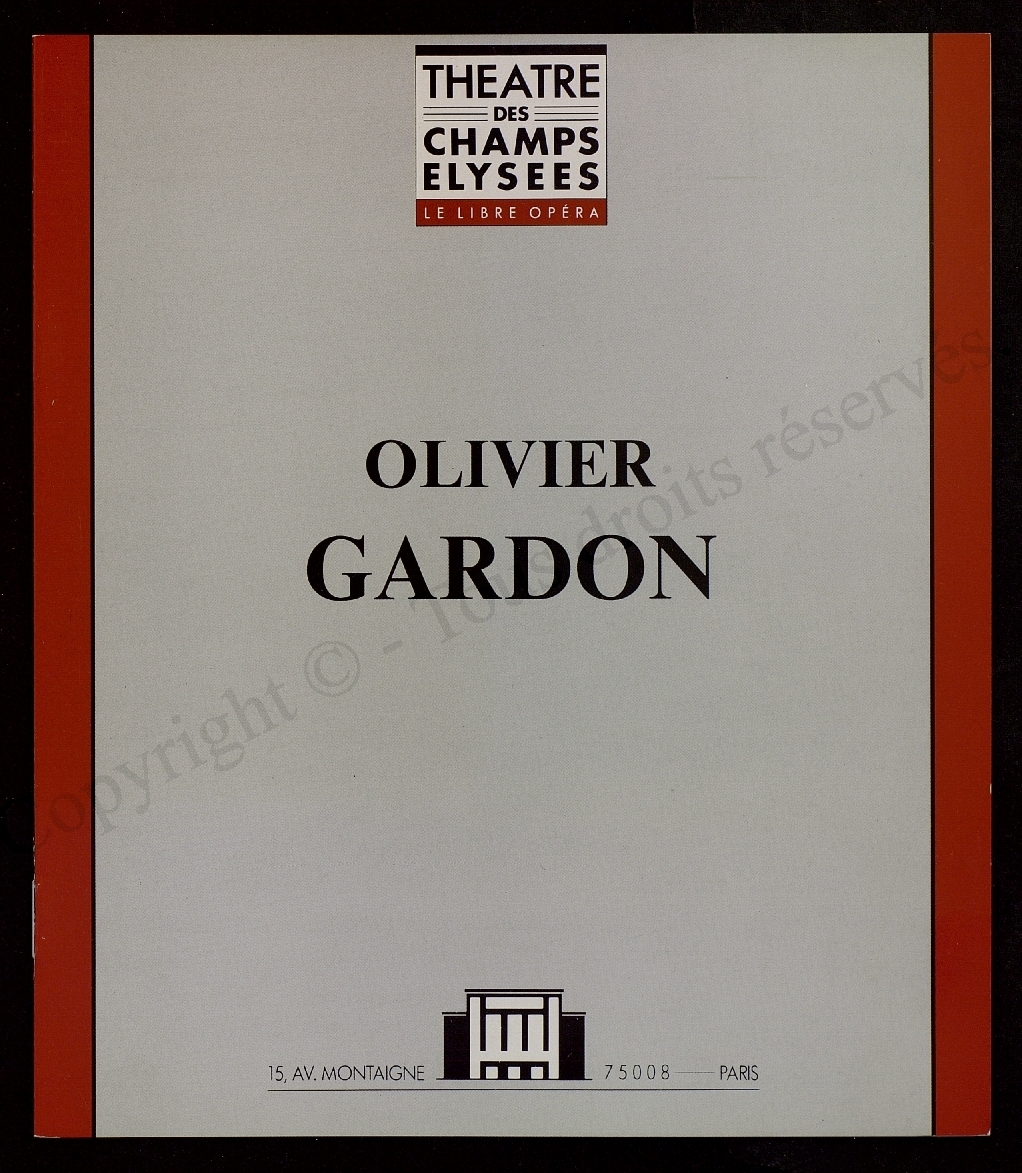 THEATRE
DES
CHAMPS
ELYSEES
LE LIBRE OPÉRA
OLIVIER
GARDON
Copyright © - Tous droits réservés
15, AV. MONTAIGNE 75008 PARIS